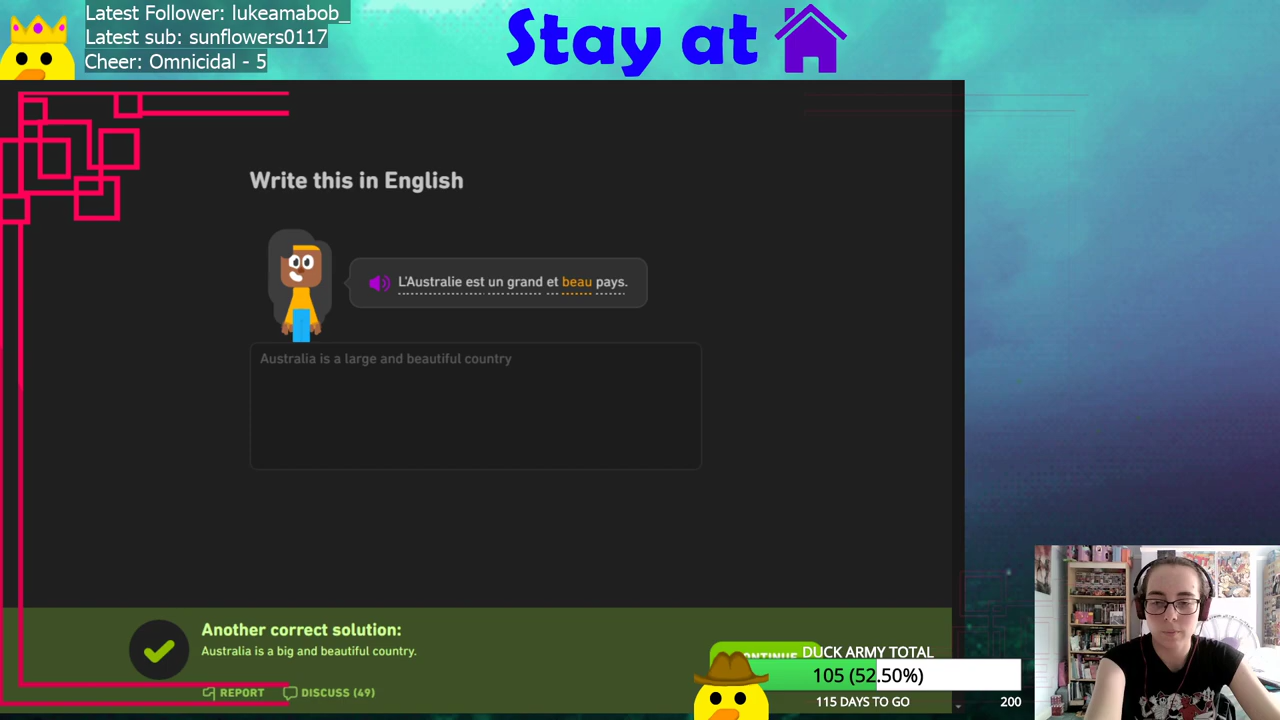 Latest Follower: lukeamabob_
Latest sub: sunflowers0117
Cheer: Omnicidal - 5
Stay at
Write this in English
L'Australie est un grand et beau pays.
Australia is a large and beautiful country
Another correct solution:
Australia is a big and beautiful country.
REPORT
DISCUSS (49)
CONTINUE
DUCK ARMY TOTAL
105 (52.50%)
115 DAYS TO GO
200